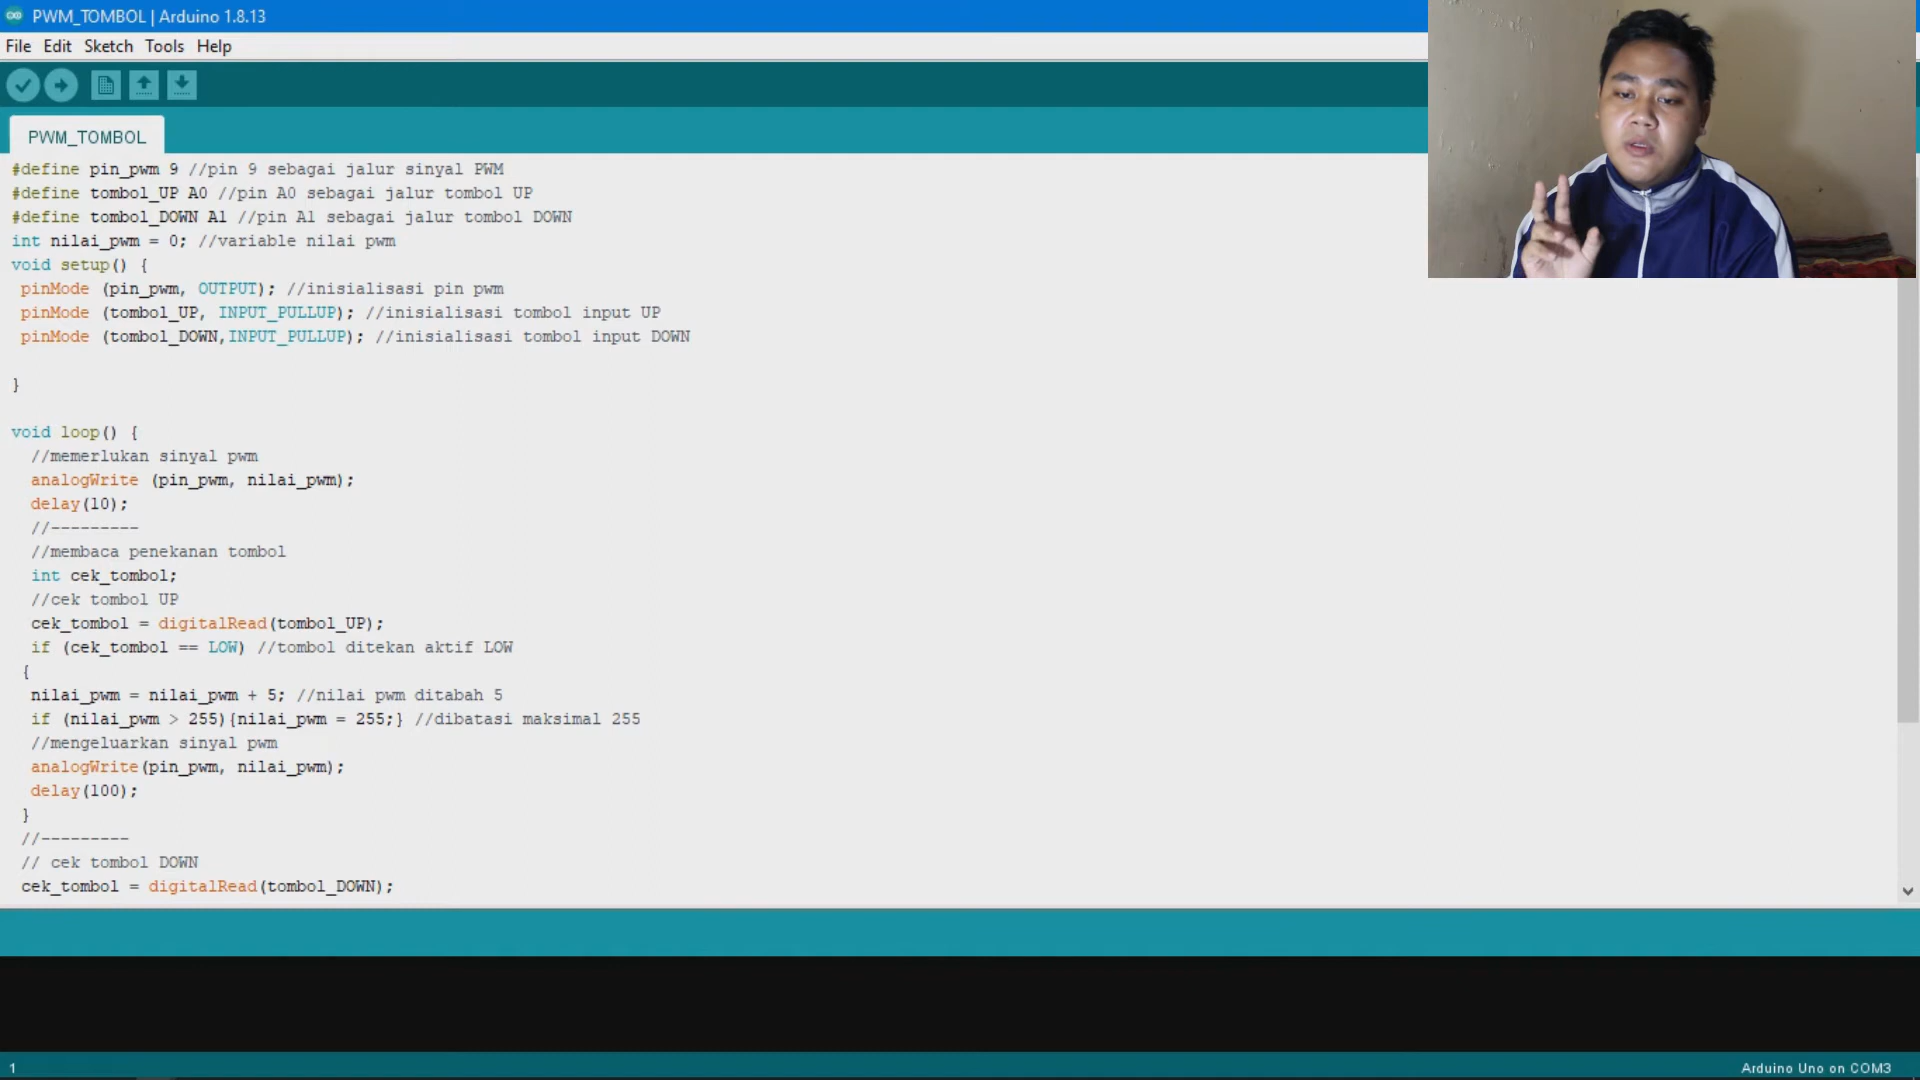 PWM_TOMBOL | Arduino 1.8.13
File Edit Sketch Tools Help
PWM_TOMBOL
#define pin_pwm 9 //pin 9 sebagai jalur sinyal PWM
#define tombol_UP A0 //pin A0 sebagai jalur tombol UP
#define tombol_DOWN A1 //pin A1 sebagai jalur tombol DOWN
int nilai_pwm = 0; //variable nilai pwm
void setup() {
pinMode (pin_pwm, OUTPUT); //inisialisasi pin pwm
pinMode (tombol_UP, INPUT_PULLUP); //inisialisasi tombol input UP
pinMode (tombol_DOWN,INPUT_PULLUP); //inisialisasi tombol input DOWN
}
void loop() {
//memerlukan sinyal pwm
analogWrite (pin_pwm, nilai_pwm);
delay(10);
//---------
//membaca penekanan tombol
int cek_tombol;
//cek tombol UP
cek_tombol = digitalRead(tombol_UP);
if (cek_tombol == LOW) //tombol ditekan aktif LOW
{
nilai_pwm = nilai_pwm + 5; //nilai pwm ditabah 5
if (nilai_pwm > 255){nilai_pwm = 255;} //dibatasi maksimal 255
//mengeluarkan sinyal pwm
analogWrite(pin_pwm, nilai_pwm);
delay(100);
}
//---------
// cek tombol DOWN
cek_tombol = digitalRead(tombol_DOWN);
1
Arduino Uno on COM3